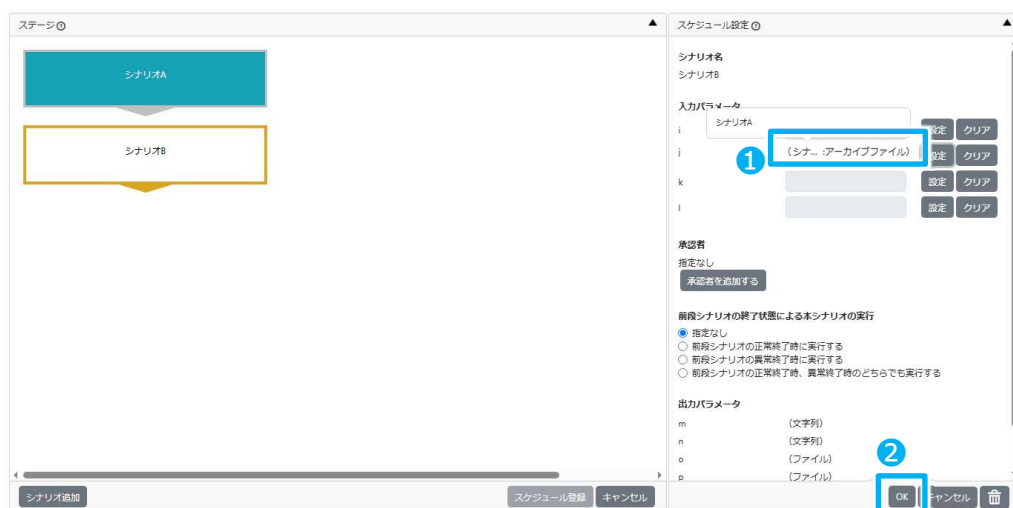 ステージ
スケジュール設定
シナリオA
シナリオB
シナリオ追加
スケジュール登録 キャンセル
シナリオ名
シナリオB
入力パラメータ
シナリオA
i 設定 クリア
j (シナ... :アーカイブファイル) 設定 クリア
1
k 設定 クリア
l 設定 クリア
承認者
指定なし
承認者を追加する
前段シナリオの終了状態による本シナリオの実行
指定なし
前段シナリオの正常終了時に実行する
前段シナリオの異常終了時に実行する
前段シナリオの正常終了時、異常終了時のどちらでも実行する
出力パラメータ
m (文字列)
n (文字列)
o (ファイル)
p (ファイル)
2
OK キャンセル